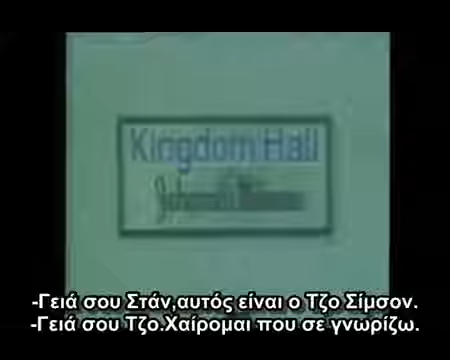 Kingdom Hall
-Γειά σου Στάν,αυτός είναι ο Τζο Σίμσον.
-Γειά σου Τζο.Χαίρομαι που σε γνωρίζω.